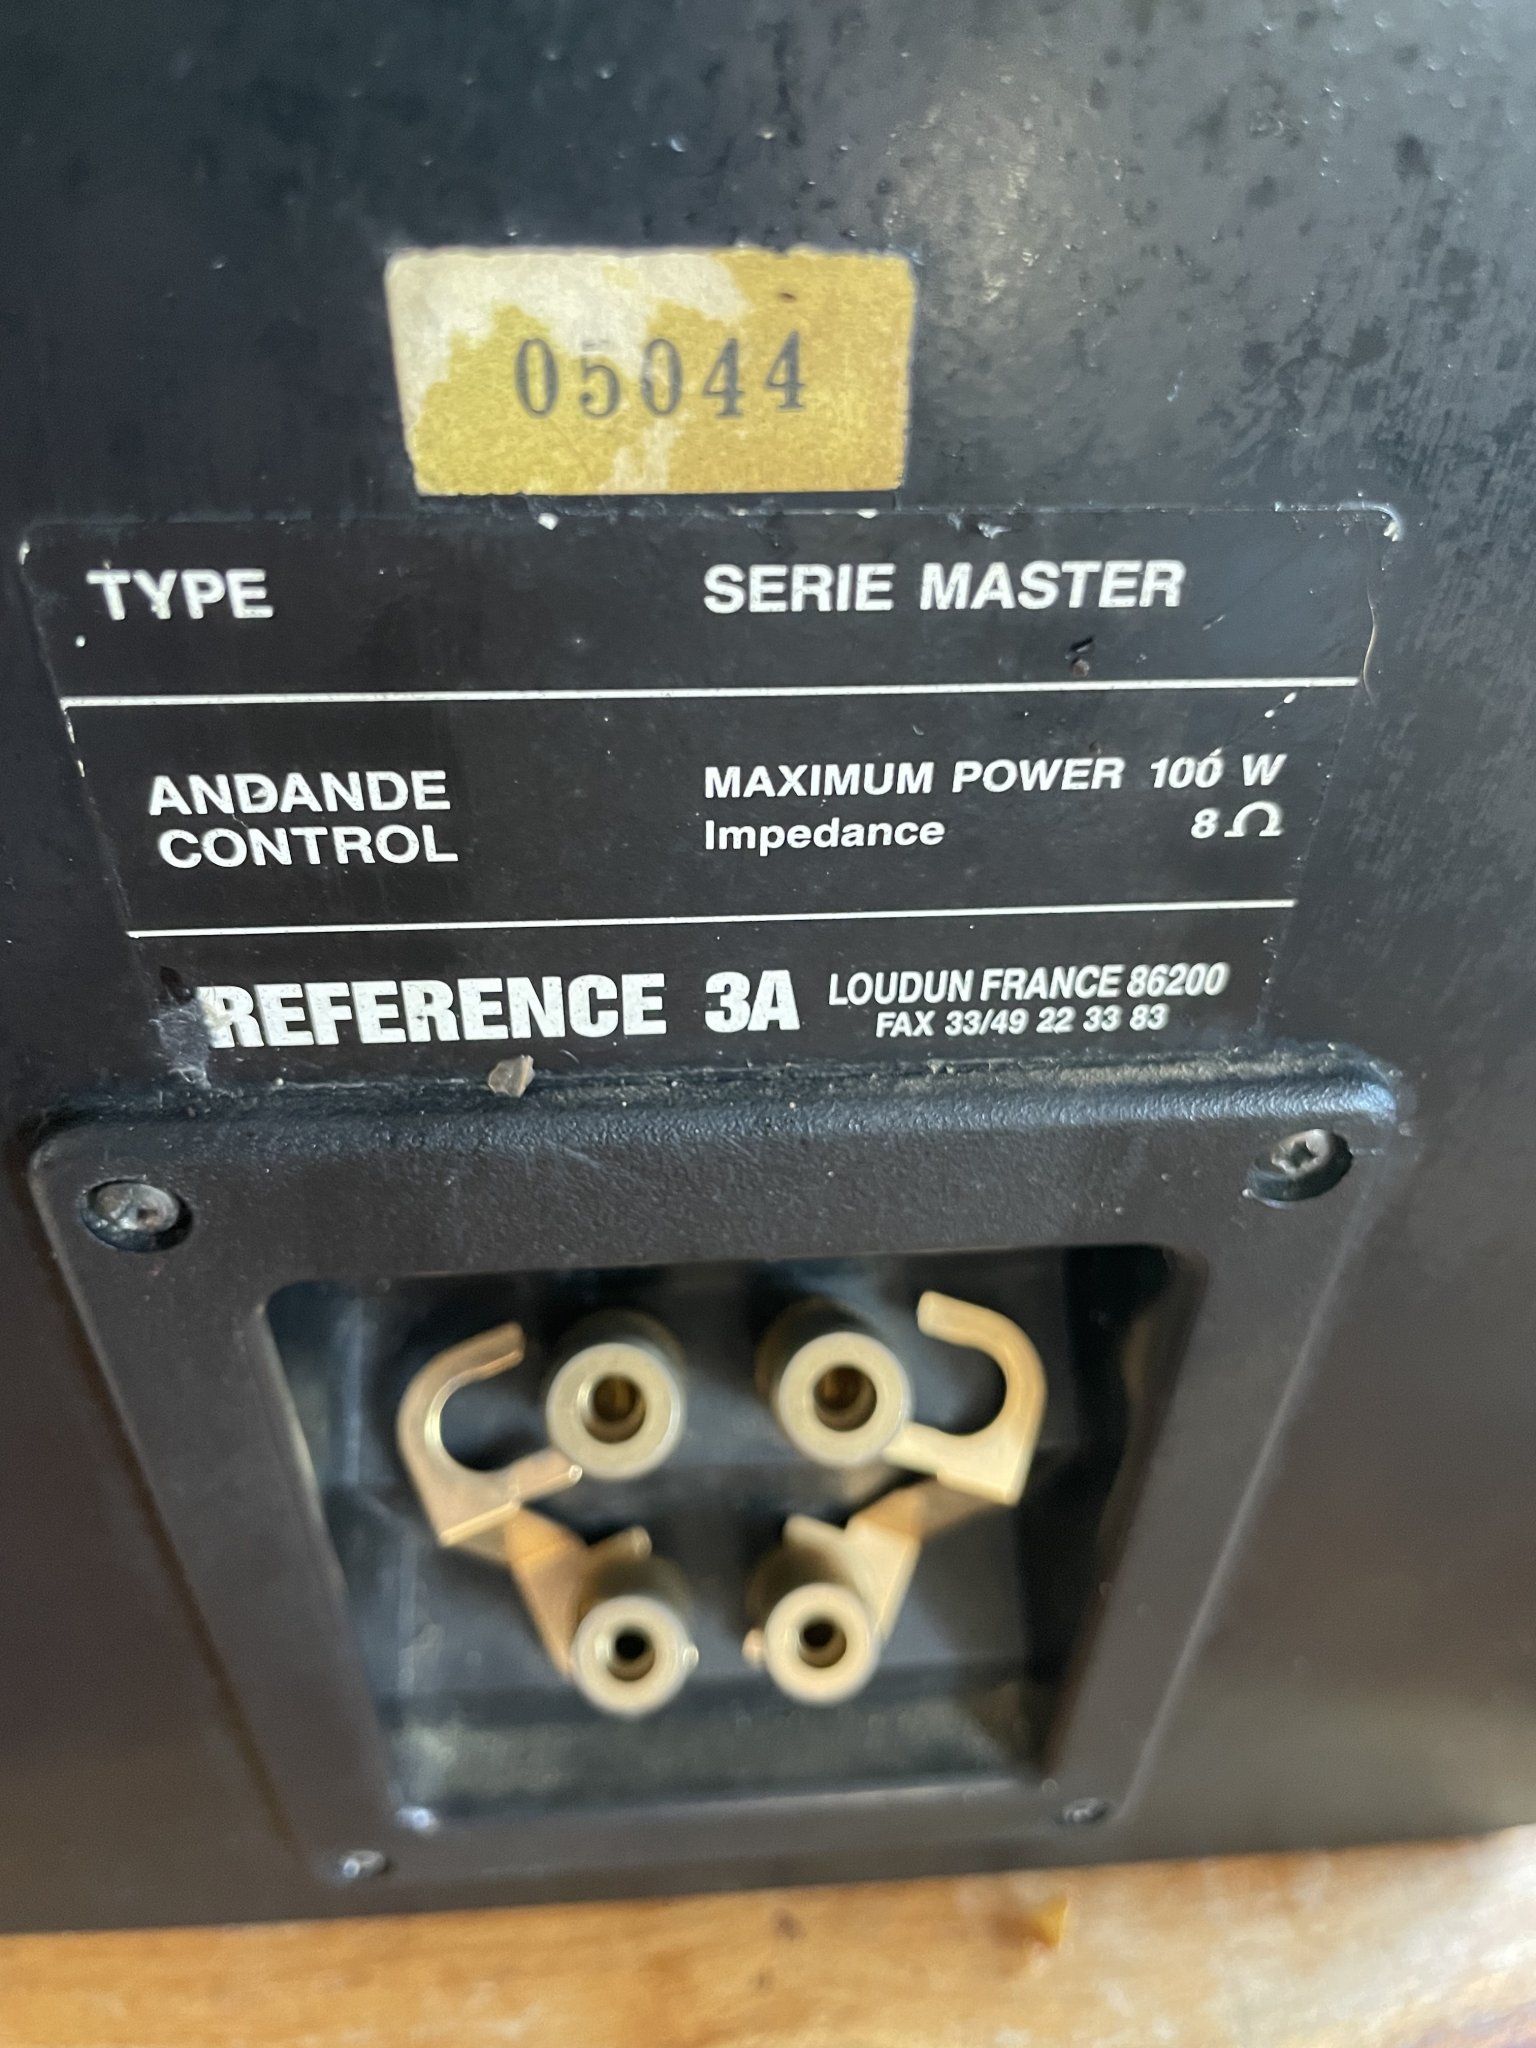 05044
TYPE SERIE MASTER
ANDANDE MAXIMUM POWER 100 W
CONTROL Impedance 8Ω
REFERENCE 3A LOUDUN FRANCE 86200
FAX 33/49 22 33 83